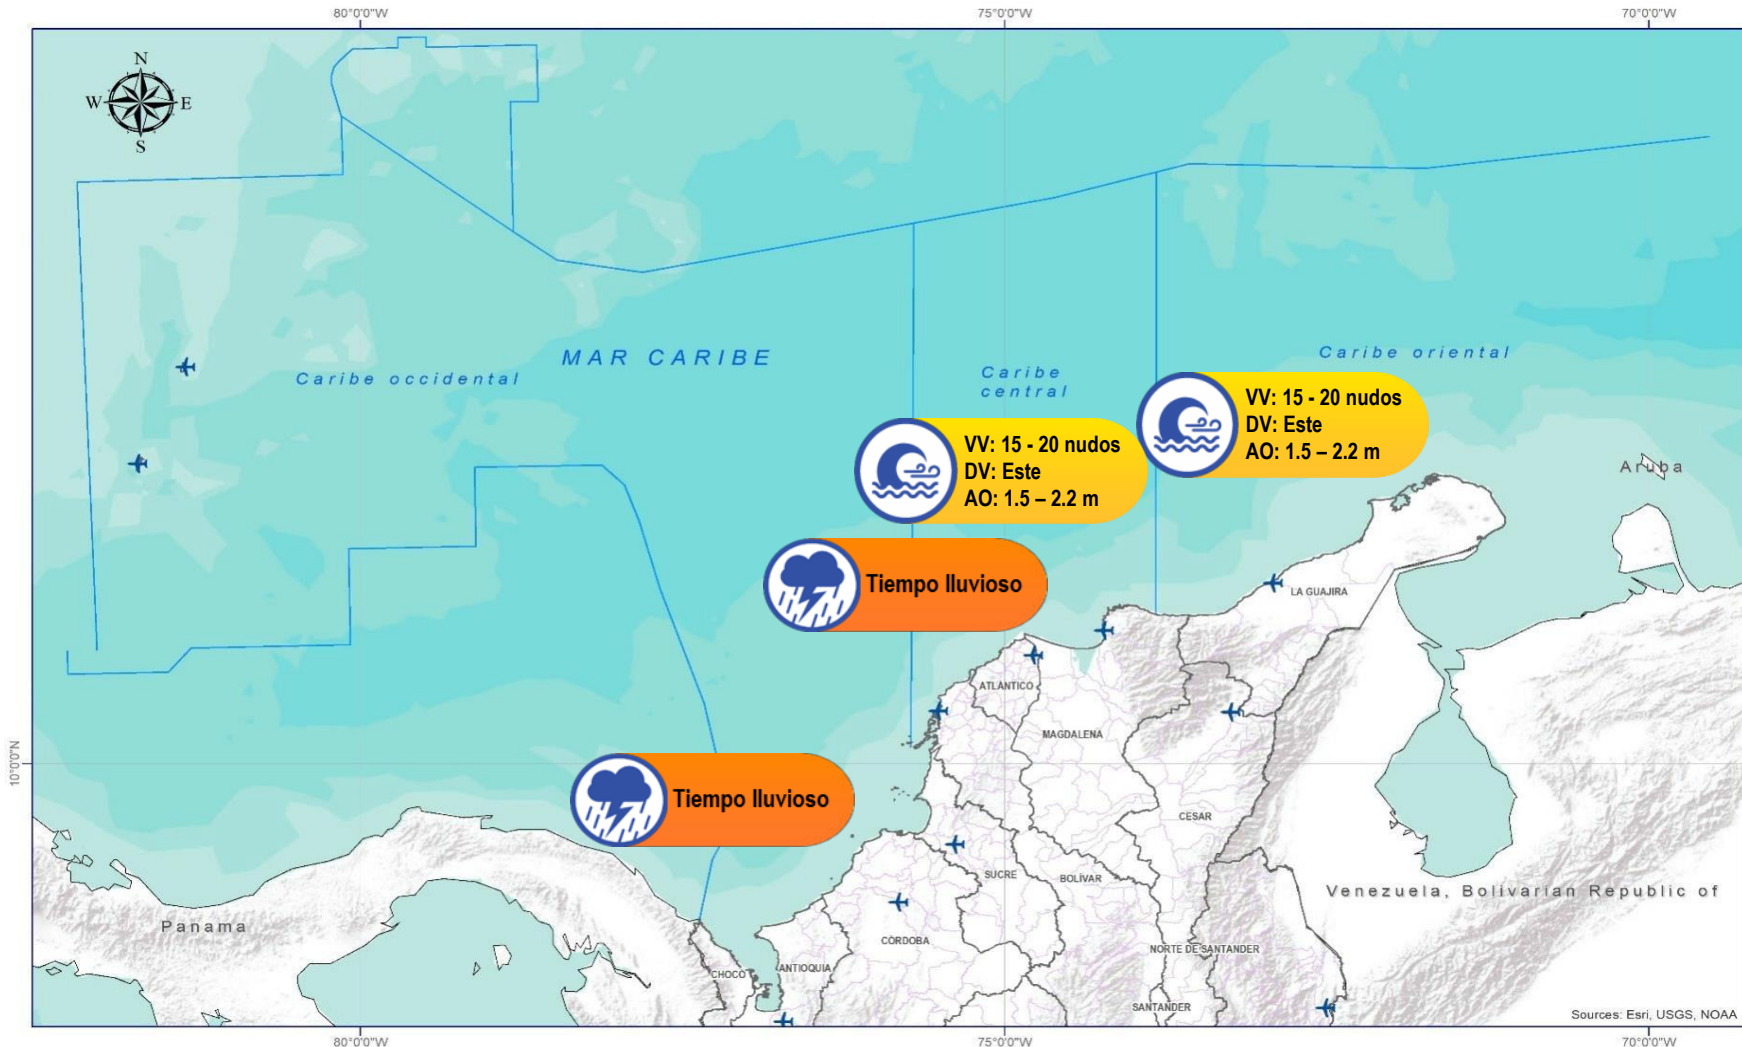 80°0'0"W
75°0'0"W
70°0'0"W
N
W
E
S
MAR CARIBE
Caribe occidental
Caribe
central
Caribe oriental
VV: 15 - 20 nudos
DV: Este
AO: 1.5 – 2.2 m
VV: 15 - 20 nudos
DV: Este
AO: 1.5 – 2.2 m
Aruba
Tiempo lluvioso
LA GUAJIRA
ATLANTICO
MAGDALENA
10°0'0"N
Tiempo lluvioso
CESAR
SUCRE
BOLÍVAR
Venezuela, Bolivarian Republic of
Panama
CÓRDOBA
NORTE DE SANTANDER
CHOCO
ANTIOQUIA
SANTANDER
Sources: Esri, USGS, NOAA
80°0'0"W
75°0'0"W
70°0'0"W